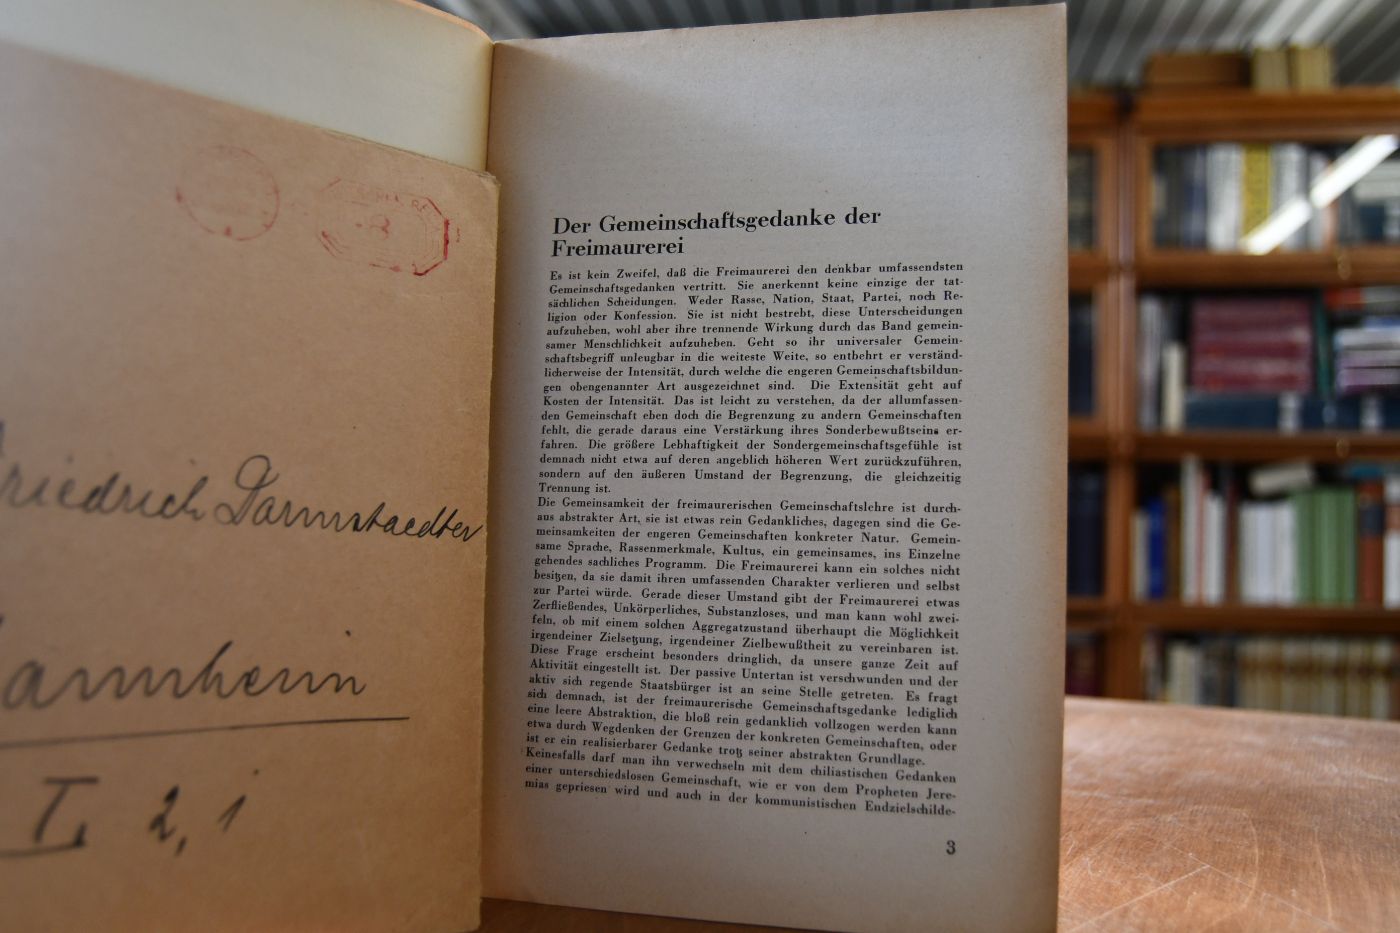 Friedrich Darmstaedter
Mannheim
T. 2, 1
Der Gemeinschaftsgedanke der
Freimaurerei
Es ist kein Zweifel, daß die Freimaurerei den denkbar umfassendsten
Gemeinschaftsgedanken vertritt. Sie anerkennt keine einzige der tat-
sächlichen Scheidungen. Weder Rasse, Nation, Staat, Partei, noch Re-
ligion oder Konfession. Sie ist nicht bestrebt, diese Unterscheidungen
aufzuheben, wohl aber ihre trennende Wirkung durch das Band gemein-
samer Menschlichkeit aufzuheben. Geht so ihr universaler Gemein-
schaftsbegriff unleugbar in die weiteste Weite, so entbehrt er verständ-
licherweise der Intensität, durch welche die engeren Gemeinschaftsbildun-
gen obengenannter Art ausgezeichnet sind. Die Extensität geht auf
Kosten der Intensität. Das ist leicht zu verstehen, da der allumfassen-
den Gemeinschaft eben doch die Begrenzung zu andern Gemeinschaften
fehlt, die gerade daraus eine Verstärkung ihres Sonderbewußtseins er-
fahren. Die größere Lebhaftigkeit der Sondergemeinschaftsgefühle ist
demnach nicht etwa auf deren angeblich höheren Wert zurückzuführen,
sondern auf den äußeren Umstand der Begrenzung, die gleichzeitig
Trennung ist.
Die Gemeinsamkeit der freimaurerischen Gemeinschaftslehre ist durch-
aus abstrakter Art, sie ist etwas rein Gedankliches, dagegen sind die Ge-
meinsamkeiten der engeren Gemeinschaften konkreter Natur. Gemein-
same Sprache, Rassenmerkmale, Kultus, ein gemeinsames, ins Einzelne
gehendes sachliches Programm. Die Freimaurerei kann ein solches nicht
besitzen, da sie damit ihren umfassenden Charakter verlieren und selbst
zur Partei würde. Gerade dieser Umstand gibt der Freimaurerei etwas
Zerfließendes, Unkörperliches, Substanzloses, und man kann wohl zwei-
feln, ob mit einem solchen Aggregatzustand überhaupt die Möglichkeit
irgendeiner Zielsetzung, irgendeiner Zielbewußtheit zu vereinbaren ist.
Diese Frage erscheint besonders dringlich, da unsere ganze Zeit auf
Aktivität eingestellt ist. Der passive Untertan ist verschwunden und der
aktiv sich regende Staatsbürger ist an seine Stelle getreten. Es fragt
sich demnach, ist der freimaurerische Gemeinschaftsgedanke lediglich
eine leere Abstraktion, die bloß rein gedanklich vollzogen werden kann
etwa durch Wegdenken der Grenzen der konkreten Gemeinschaften, oder
ist er ein realisierbarer Gedanke trotz seiner abstrakten Grundlage.
Keinesfalls darf man ihn verwechseln mit dem chiliastischen Gedanken
einer unterschiedslosen Gemeinschaft, wie er von dem Propheten Jere-
mias gepriesen wird und auch in der kommunistischen Endzielschilde-
3